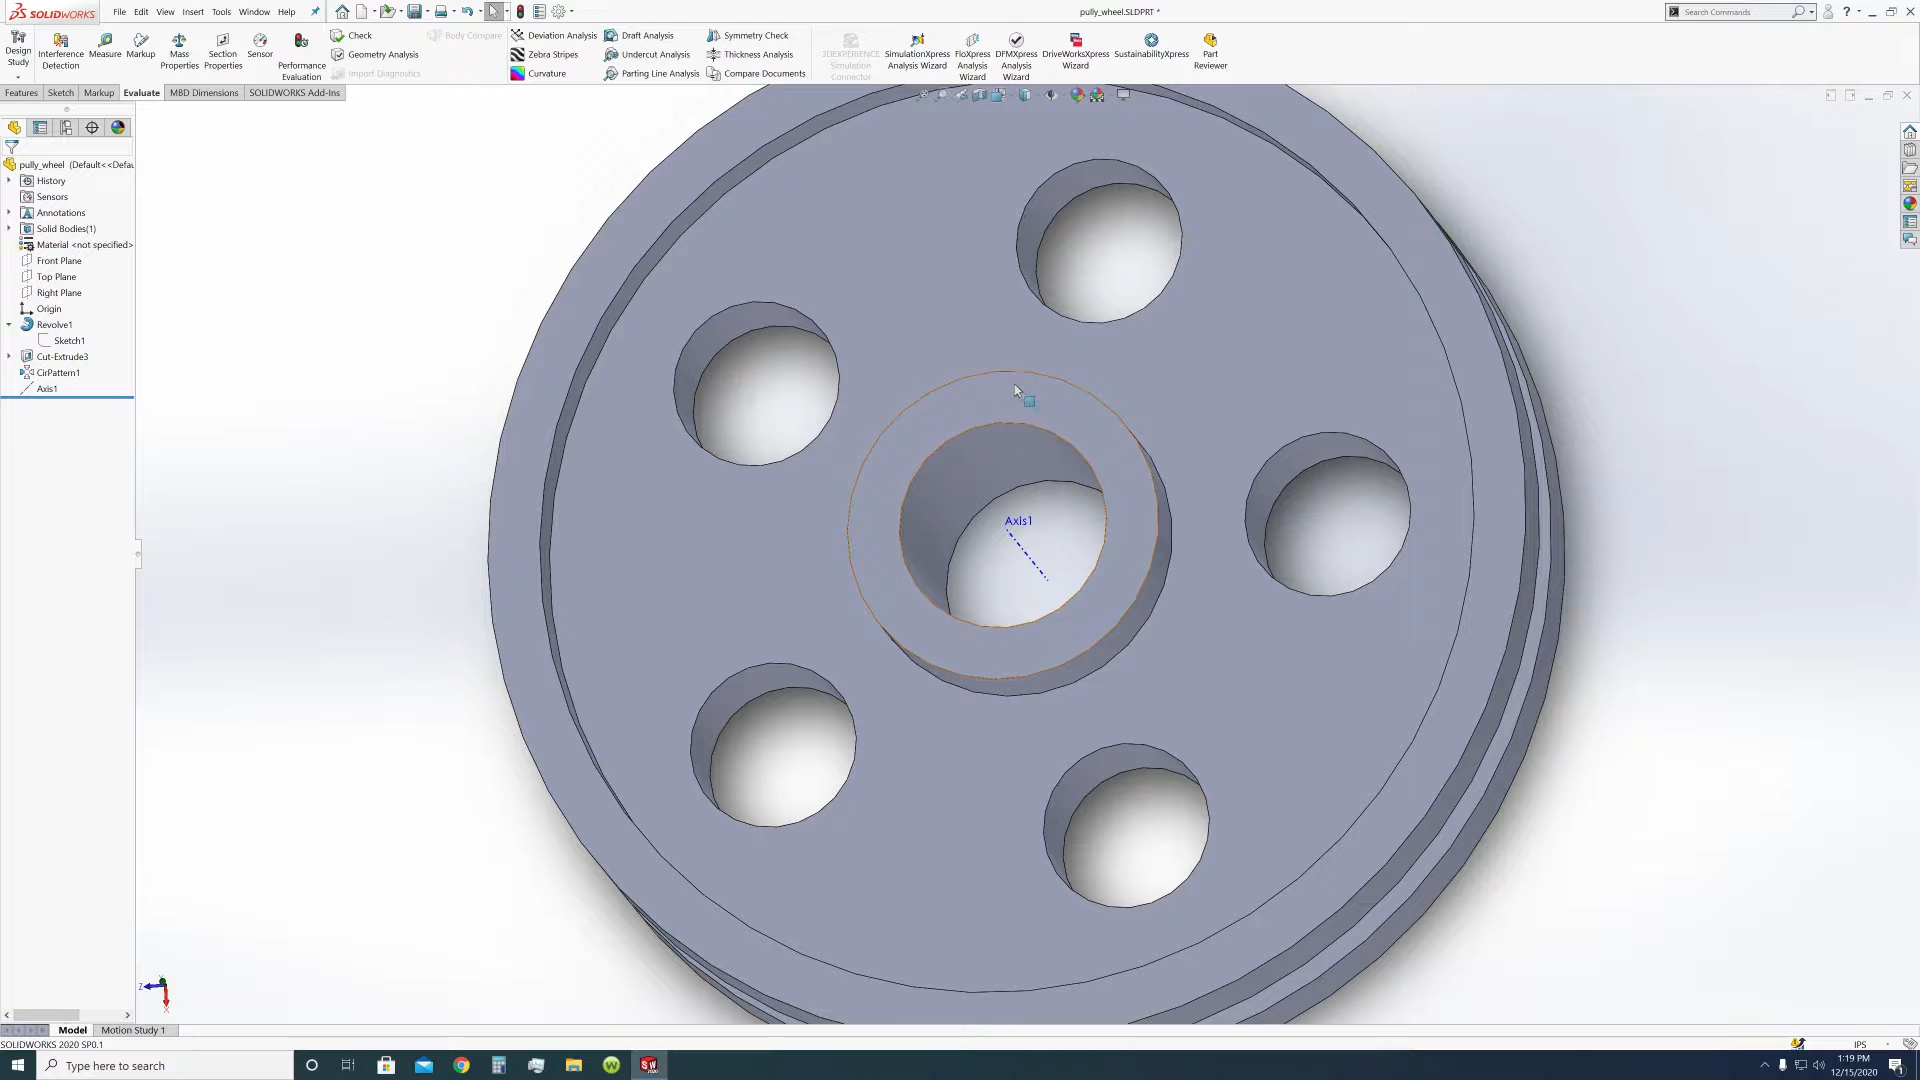 SOLIDWORKS File Edit View Insert Tools Window Help pully_wheel.SLDPRT * Search Commands
Design Study Interference Detection Measure Markup Mass Properties Section Properties Sensor Performance Evaluation
Check Body Compare
Geometry Analysis
Import Diagnostics
Deviation Analysis Draft Analysis Symmetry Check
Zebra Stripes Undercut Analysis Thickness Analysis
Curvature Parting Line Analysis Compare Documents
3DEXPERIENCE Simulation Connector SimulationXpress Analysis Wizard FloXpress Analysis Wizard DFMXpress Analysis Wizard DriveWorksXpress Wizard SustainabilityXpress Part Reviewer
Features Sketch Markup Evaluate MBD Dimensions SOLIDWORKS Add-Ins
pully_wheel (Default<<Defau
History
Sensors
Annotations
Solid Bodies(1)
Material <not specified>
Front Plane
Top Plane
Right Plane
Origin
Revolve1
Sketch1
Cut-Extrude3
CirPattern1
Axis1
Axis1
Z
X
Model Motion Study 1
SOLIDWORKS 2020 SP0.1 IPS
Type here to search
1:19 PM
12/15/2020